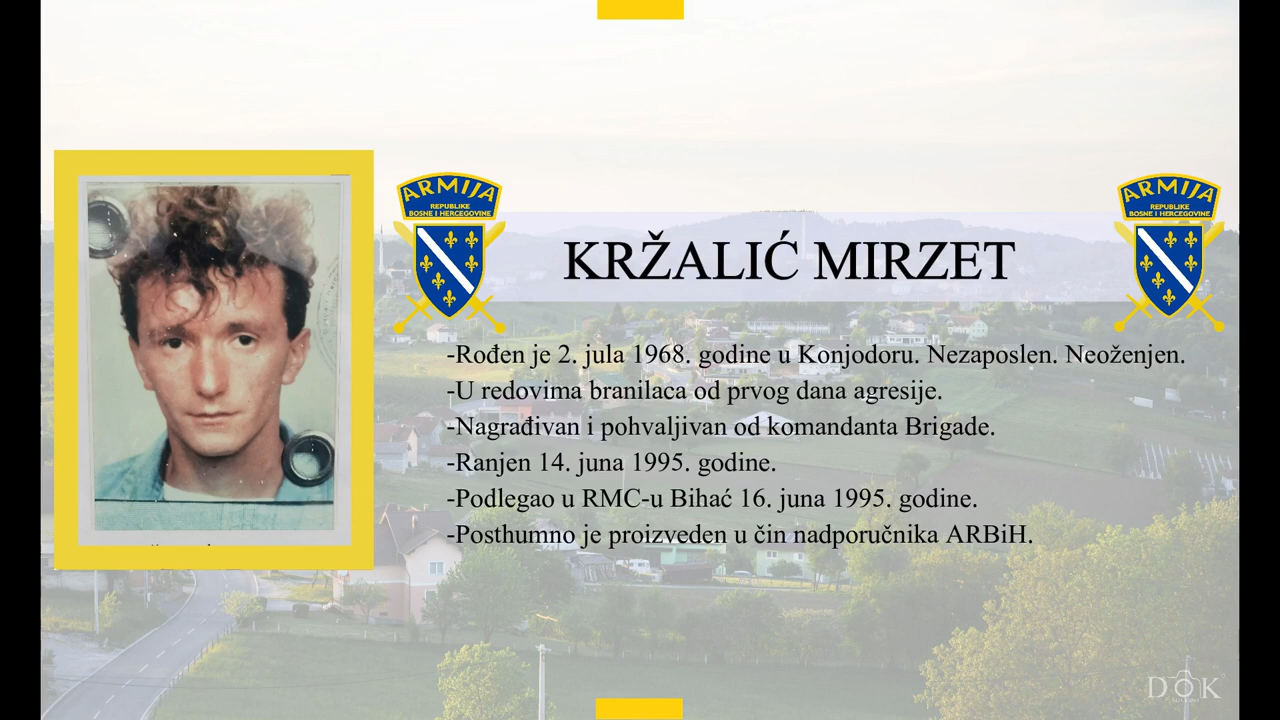 ARMIJA
REPUBLIKE
BOSNE I HERCEGOVINE
ARMIJA
REPUBLIKE
BOSNE I HERCEGOVINE
KRŽALIĆ MIRZET
-Rođen je 2. jula 1968. godine u Konjodoru. Nezaposlen. Neoženjen.
-U redovima branilaca od prvog dana agresije.
-Nagrađivan i pohvaljivan od komandanta Brigade.
-Ranjen 14. juna 1995. godine.
-Podlegao u RMC-u Bihać 16. juna 1995. godine.
-Posthumno je proizveden u čin nadporučnika ARBiH.
DOK